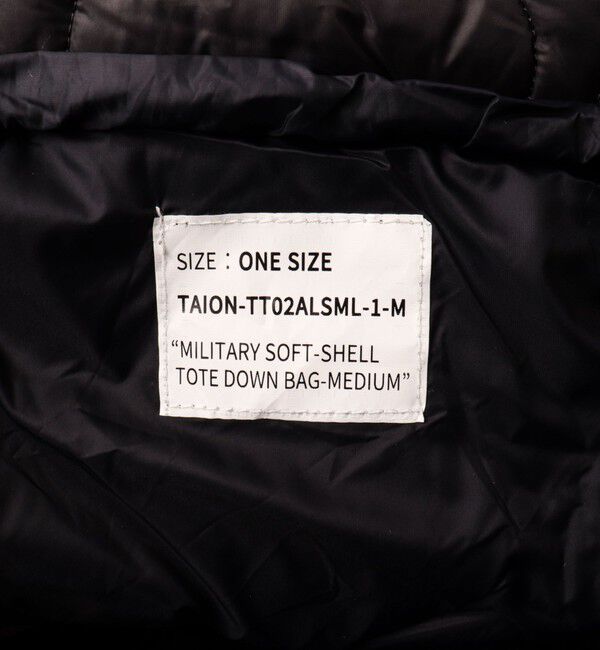 SIZE : ONE SIZE
TAION-TT02ALSML-1-M
“MILITARY SOFT-SHELL
TOTE DOWN BAG-MEDIUM”